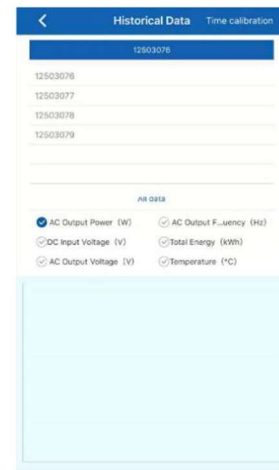 Historical Data Time calibration
12503076
12503076
12503077
12503078
12503079
All data
AC Output Power (W) AC Output F...uency (Hz)
DC Input Voltage (V) Total Energy (kWh)
AC Output Voltage (V) Temperature (°C)